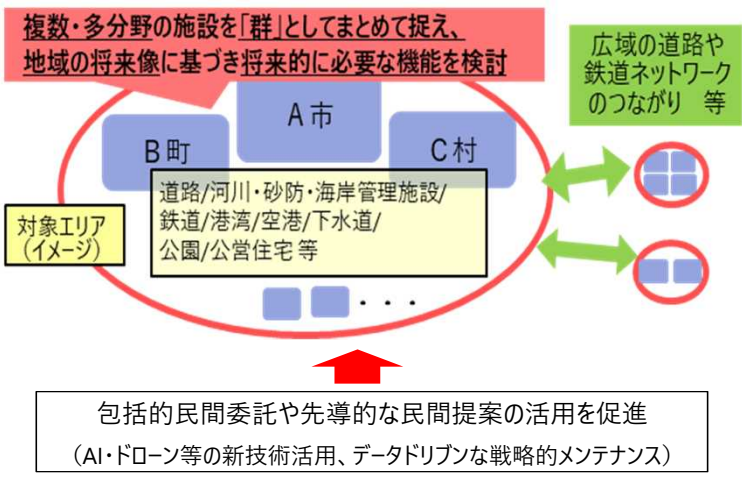 複数・多分野の施設を「群」としてまとめて捉え、
地域の将来像に基づき将来的に必要な機能を検討
広域の道路や
鉄道ネットワーク
のつながり 等
A市
B町
C村
道路/河川・砂防・海岸管理施設/
鉄道/港湾/空港/下水道/
公園/公営住宅 等
対象エリア
(イメージ)
・・・
包括的民間委託や先導的な民間提案の活用を促進
(AI・ドローン等の新技術活用、データドリブンな戦略的メンテナンス)